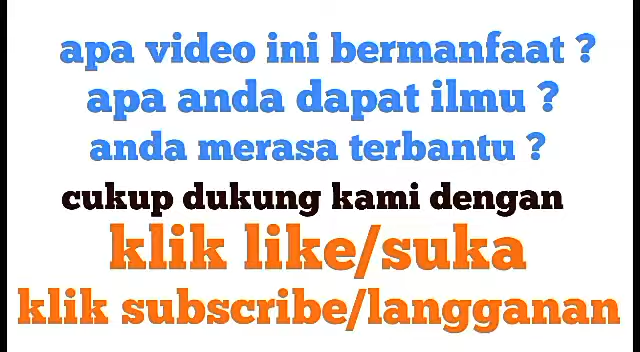 apa video ini bermanfaat ?
apa anda dapat ilmu ?
anda merasa terbantu ?
cukup dukung kami dengan
klik like/suka
klik subscribe/langganan